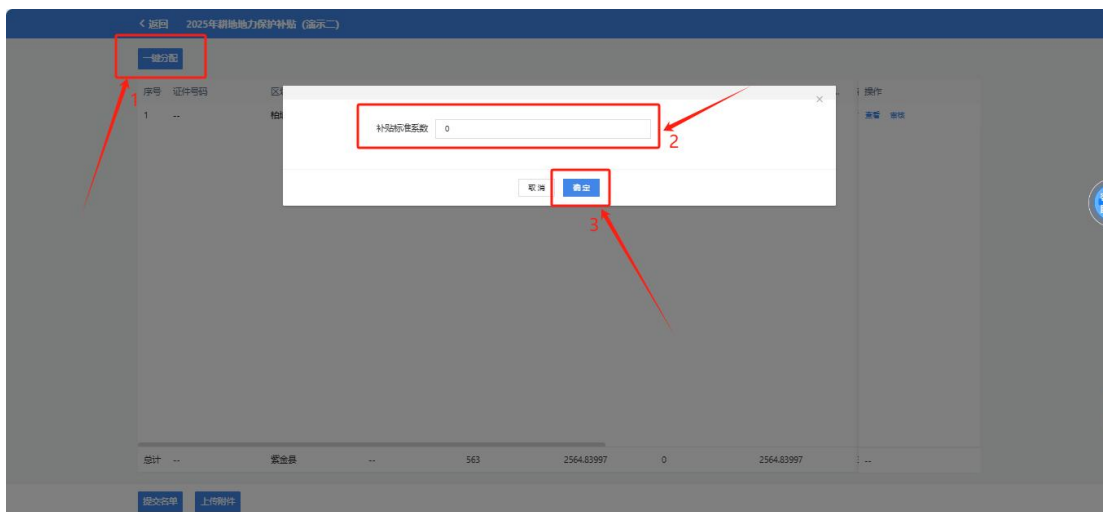 < 返回 2025年耕地地力保护补贴（演示二）
一键分配
序号 证件号码 操作
1 -- 查看 审核
补贴标准系数 0
取消 确定
1
2
3
总计 -- 紫金县 -- 563 2564.83997 0 2564.83997 --
提交名单 上传附件